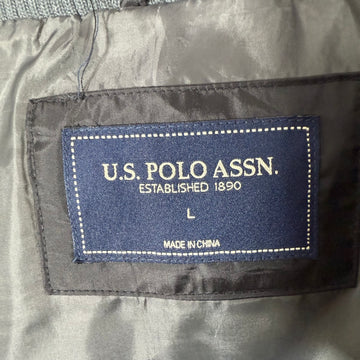 U.S. POLO ASSN.
ESTABLISHED 1890
L
MADE IN CHINA